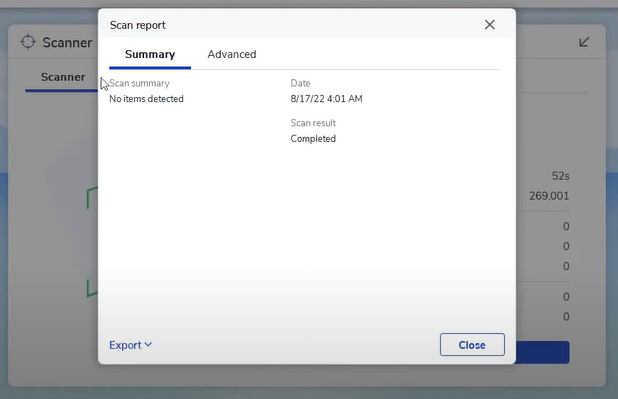 Scan report
Scanner
Summary
Advanced
Scanner
Scan summary
Date
No items detected
8/17/22 4:01 AM
Scan result
Completed
52s
269,001
0
0
0
0
0
Export
Close